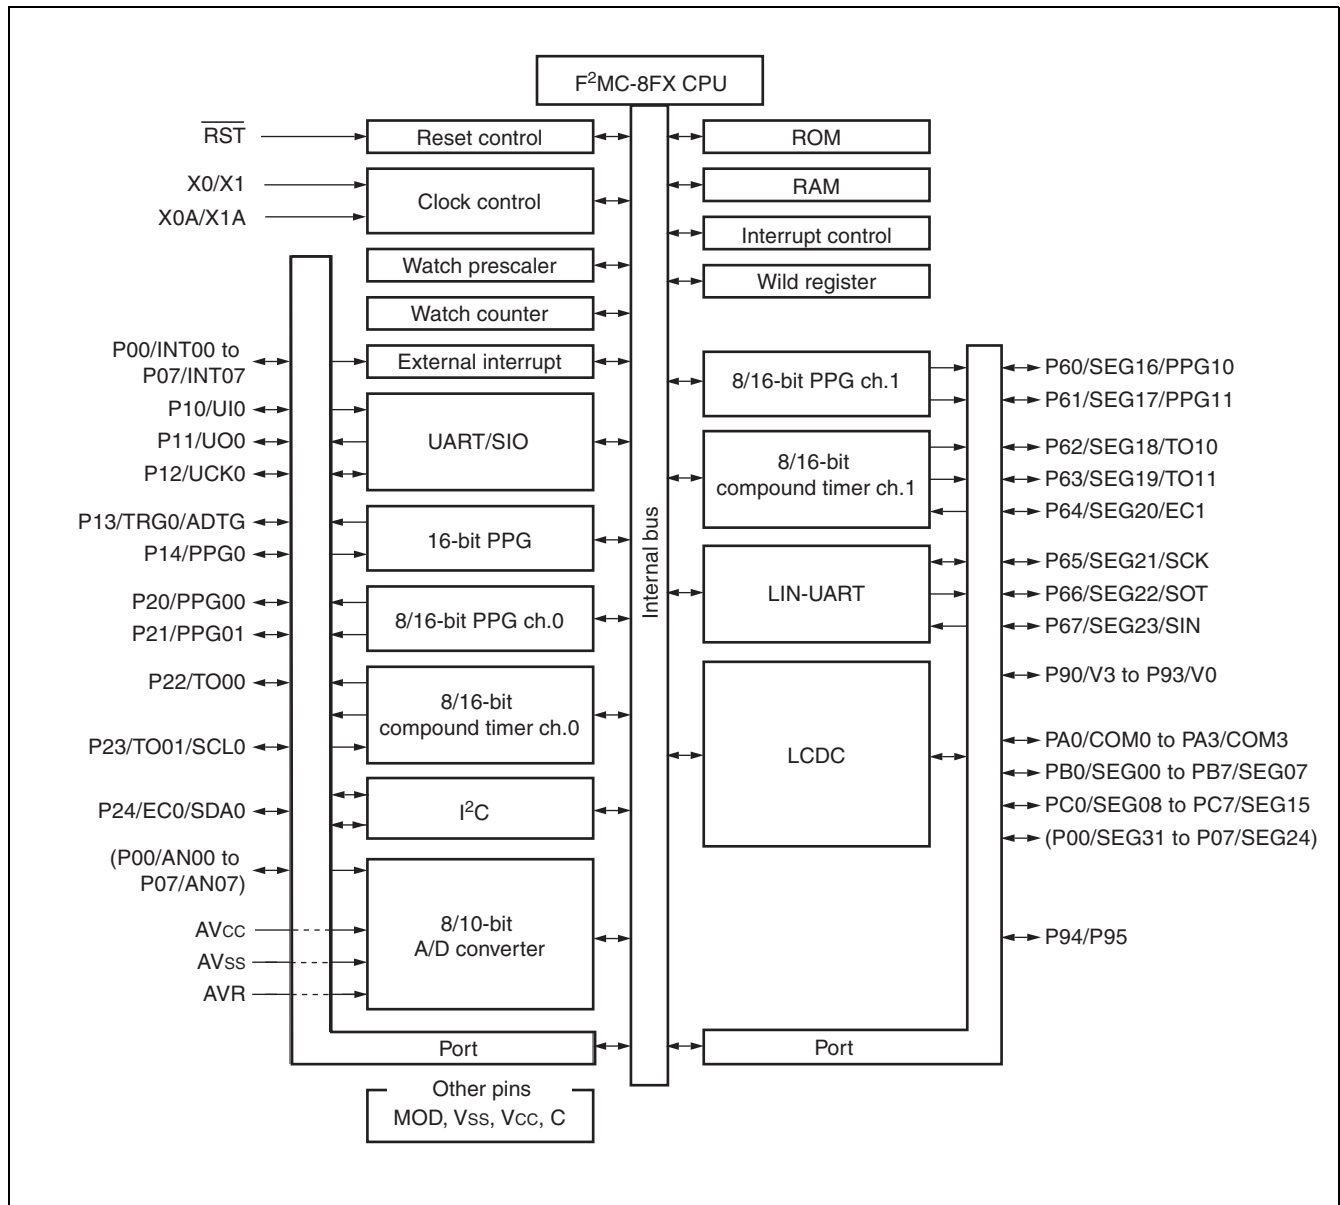 F²MC-8FX CPU
RST
X0/X1
X0A/X1A
Reset control
Clock control
Watch prescaler
Watch counter
External interrupt
UART/SIO
16-bit PPG
8/16-bit PPG ch.0
8/16-bit
compound timer ch.0
I²C
8/10-bit
A/D converter
Port
P00/INT00 to
P07/INT07
P10/UI0
P11/UO0
P12/UCK0
P13/TRG0/ADTG
P14/PPG0
P20/PPG00
P21/PPG01
P22/TO00
P23/TO01/SCL0
P24/EC0/SDA0
(P00/AN00 to
P07/AN07)
AVCC
AVSS
AVR
Other pins
MOD, VSS, VCC, C
Internal bus
ROM
RAM
Interrupt control
Wild register
8/16-bit PPG ch.1
8/16-bit
compound timer ch.1
LIN-UART
LCDC
Port
P60/SEG16/PPG10
P61/SEG17/PPG11
P62/SEG18/TO10
P63/SEG19/TO11
P64/SEG20/EC1
P65/SEG21/SCK
P66/SEG22/SOT
P67/SEG23/SIN
P90/V3 to P93/V0
PA0/COM0 to PA3/COM3
PB0/SEG00 to PB7/SEG07
PC0/SEG08 to PC7/SEG15
(P00/SEG31 to P07/SEG24)
P94/P95